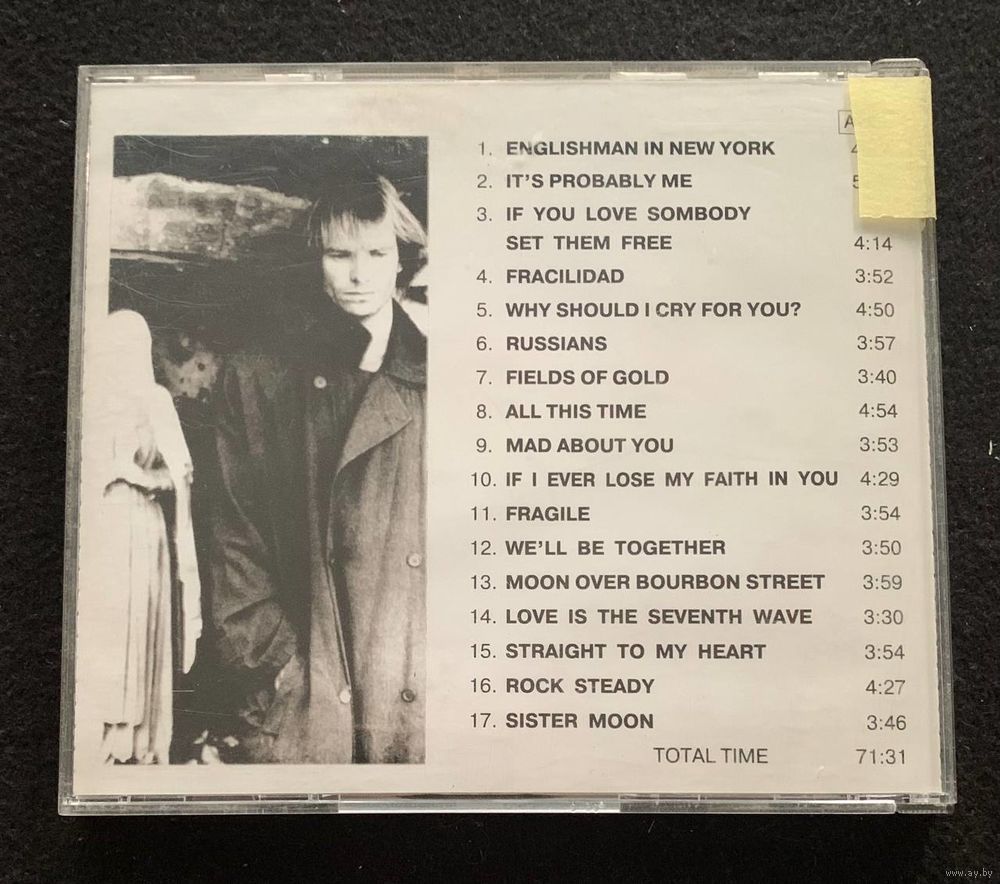 1. ENGLISHMAN IN NEW YORK
2. IT'S PROBABLY ME
3. IF YOU LOVE SOMBODY
SET THEM FREE 4:14
4. FRACILIDAD 3:52
5. WHY SHOULD I CRY FOR YOU? 4:50
6. RUSSIANS 3:57
7. FIELDS OF GOLD 3:40
8. ALL THIS TIME 4:54
9. MAD ABOUT YOU 3:53
10. IF I EVER LOSE MY FAITH IN YOU 4:29
11. FRAGILE 3:54
12. WE'LL BE TOGETHER 3:50
13. MOON OVER BOURBON STREET 3:59
14. LOVE IS THE SEVENTH WAVE 3:30
15. STRAIGHT TO MY HEART 3:54
16. ROCK STEADY 4:27
17. SISTER MOON 3:46
TOTAL TIME 71:31
www.ay.by